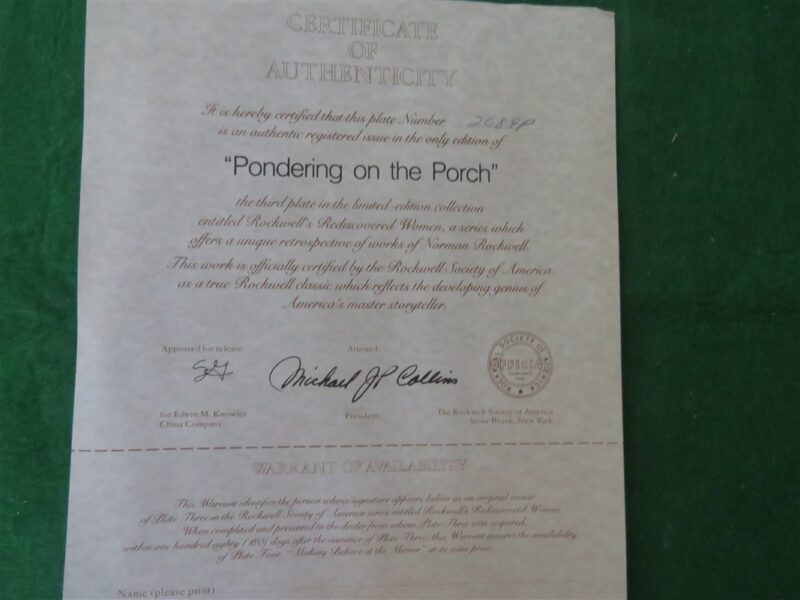 CERTIFICATE
OF
AUTHENTICITY
It is hereby certified that this plate Number 2689P
is an authentic registered issue in the only edition of
"Pondering on the Porch"
the third plate in the limited-edition collection
entitled Rockwell's Rediscovered Women, a series which
offers a unique retrospective of works of Norman Rockwell.
This work is officially certified by the Rockwell Society of America
as a true Rockwell classic which reflects the developing genius of
America's master storyteller.
Approved for release
Attested
Michael J P Collins
for Edwin M. Knowles
China Company
President
ROCKWELL SOCIETY OF AMERICA
OFFICIAL
The Rockwell Society of America
Stony Brook, New York
WARRANT OF AVAILABILITY
This Warrant identifies the person whose signature appears below as an original owner
of Plate Three in the Rockwell Society of America series entitled Rockwell's Rediscovered Women.
When completed and presented to the dealer from whom Plate Three was acquired
within one hundred eighty (180) days after the issuance of Plate Three, this Warrant assures the availability
of Plate Four, "Making Believe at the Mirror," at its issue price.
Name (please print)